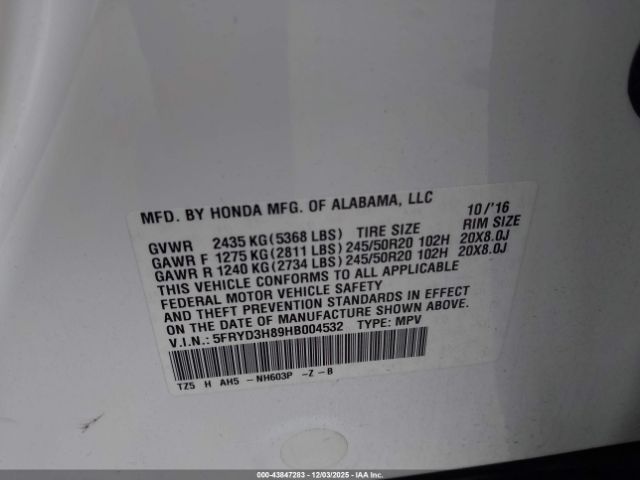 MFD. BY HONDA MFG. OF ALABAMA, LLC 10/'16
GVWR 2435 KG(5368 LBS) TIRE SIZE RIM SIZE
GAWR F 1275 KG(2811 LBS)245/50R20 102H 20X8.0J
GAWR R 1240 KG(2734 LBS)245/50R20 102H 20X8.0J
THIS VEHICLE CONFORMS TO ALL APPLICABLE
FEDERAL MOTOR VEHICLE SAFETY
AND THEFT PREVENTION STANDARDS IN EFFECT
ON THE DATE OF MANUFACTURE SHOWN ABOVE.
V.I.N.: 5FRYD3H89HB004532 TYPE: MPV
TZ5 H AH5 -NH603P -Z-B
000-43847283 - 12/03/2025 - IAA Inc.